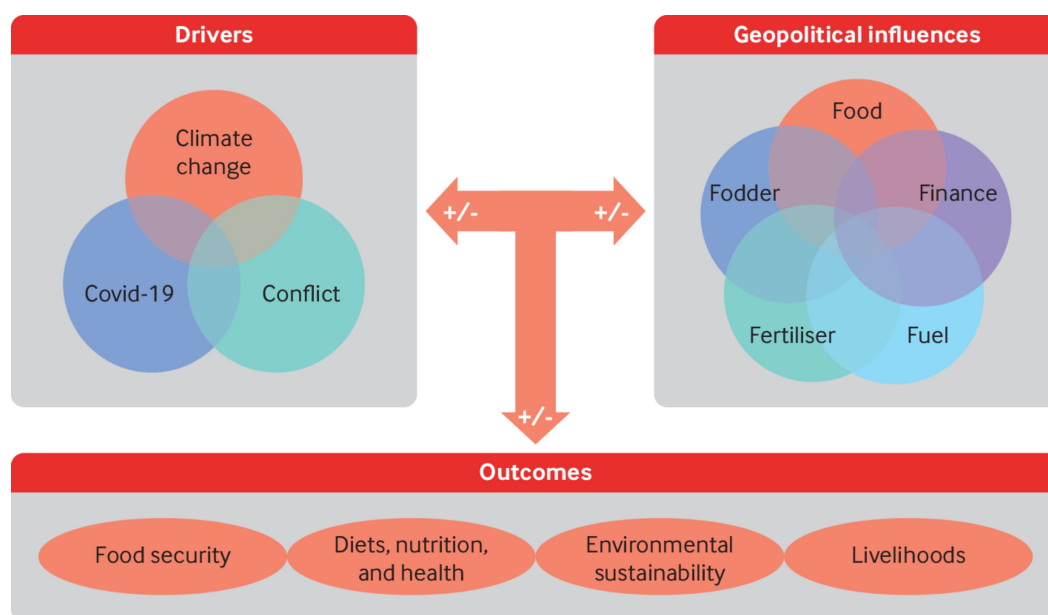 Drivers
Geopolitical influences
Climate
change
Covid-19
Conflict
+/-
+/-
+/-
Food
Fodder
Finance
Fertiliser
Fuel
Outcomes
Food security
Diets, nutrition,
and health
Environmental
sustainability
Livelihoods